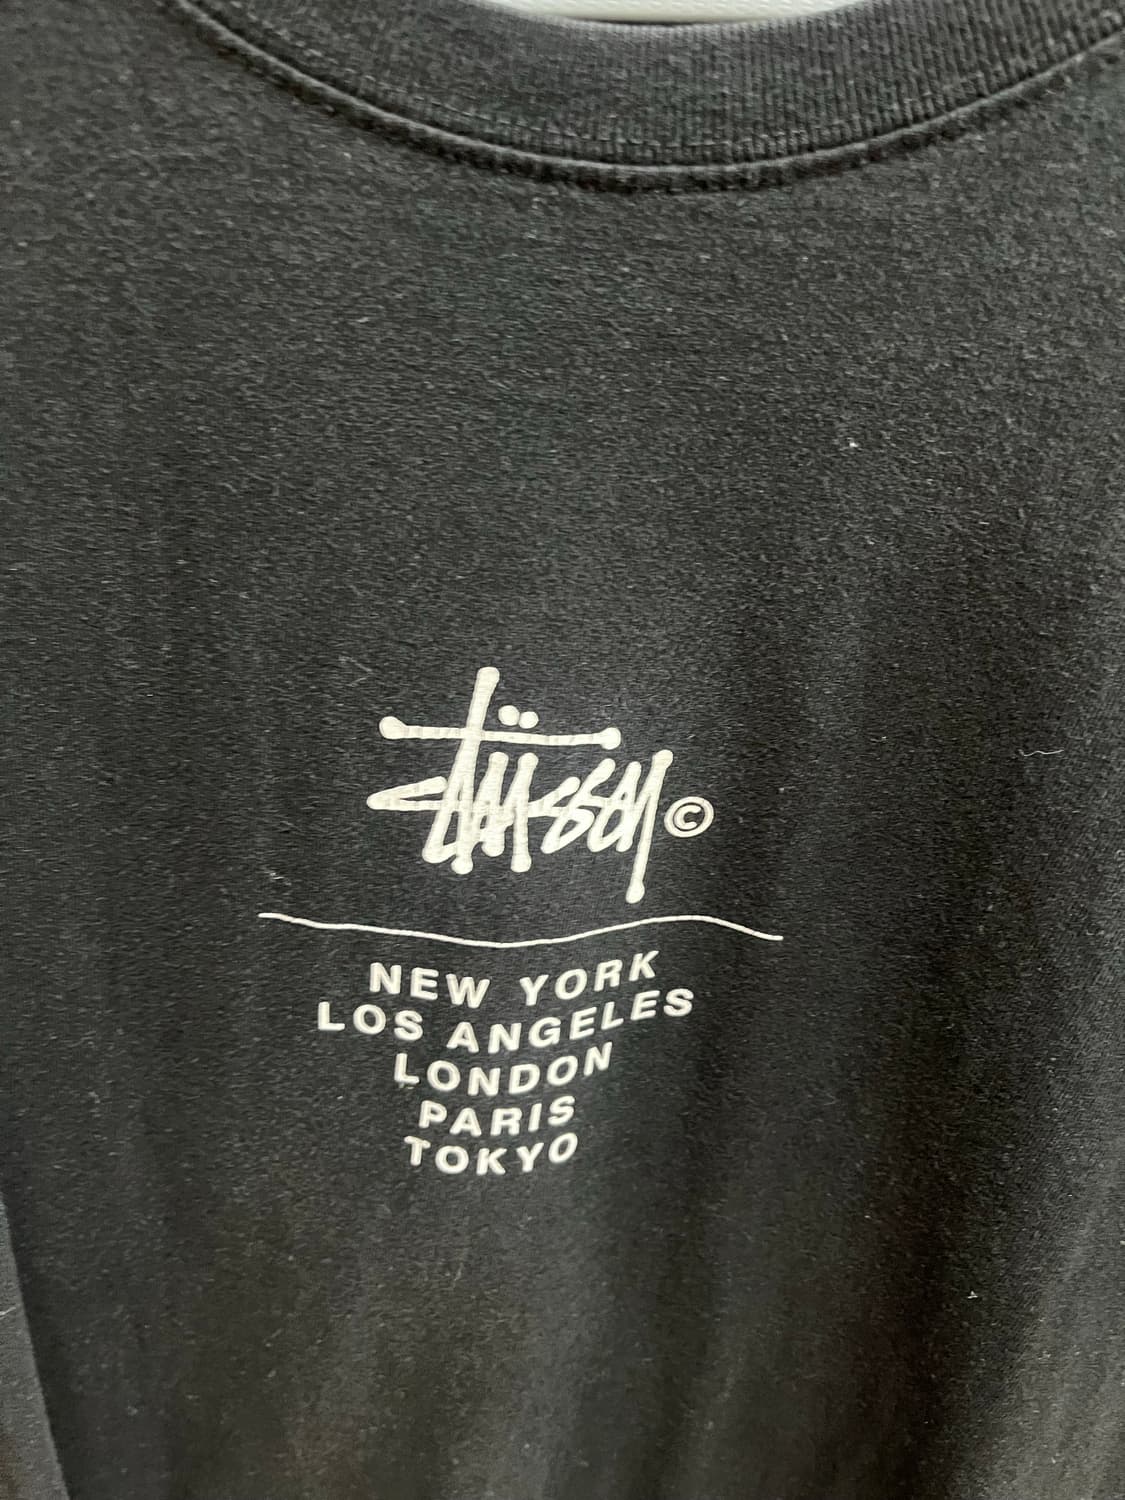 Stüssy ©
NEW YORK
LOS ANGELES
LONDON
PARIS
TOKYO